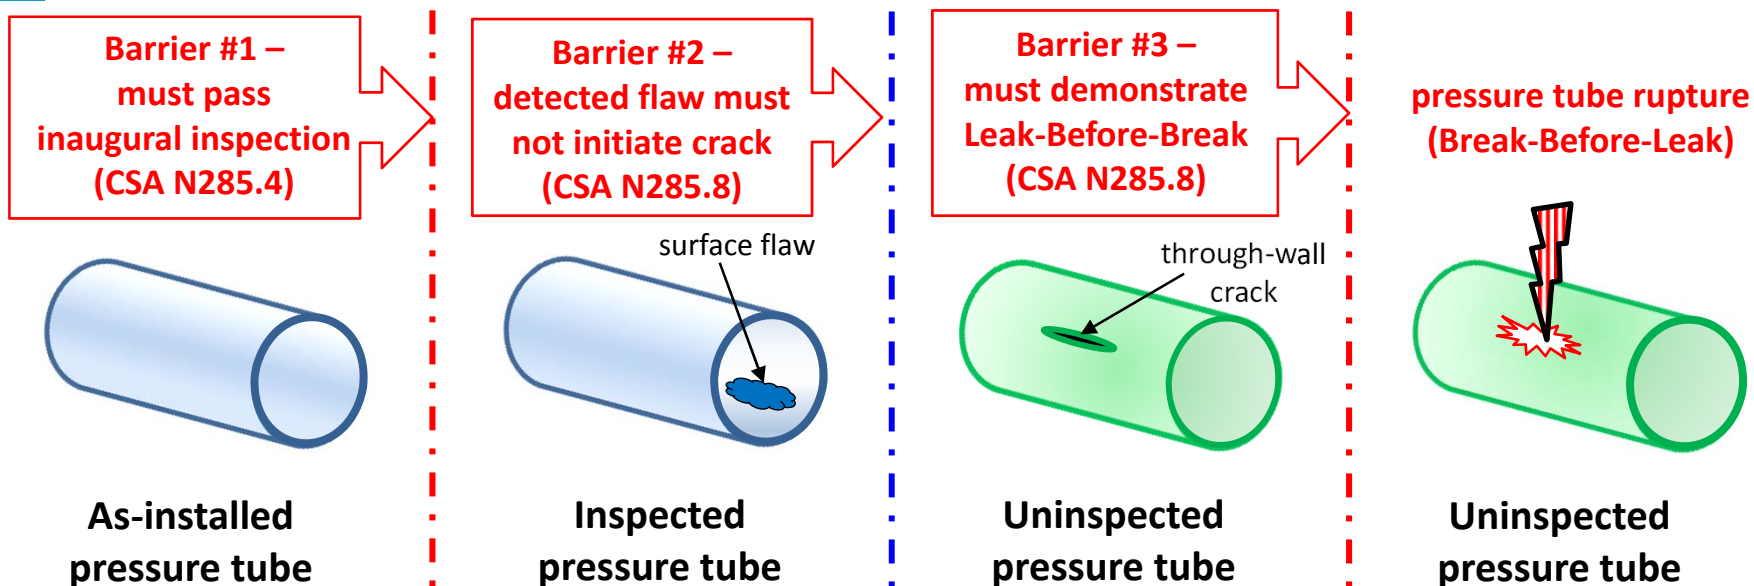 Barrier #1 –
must pass
inaugural inspection
(CSA N285.4)
Barrier #2 –
detected flaw must
not initiate crack
(CSA N285.8)
Barrier #3 –
must demonstrate
Leak-Before-Break
(CSA N285.8)
pressure tube rupture
(Break-Before-Leak)
surface flaw
through-wall
crack
As-installed
pressure tube
Inspected
pressure tube
Uninspected
pressure tube
Uninspected
pressure tube